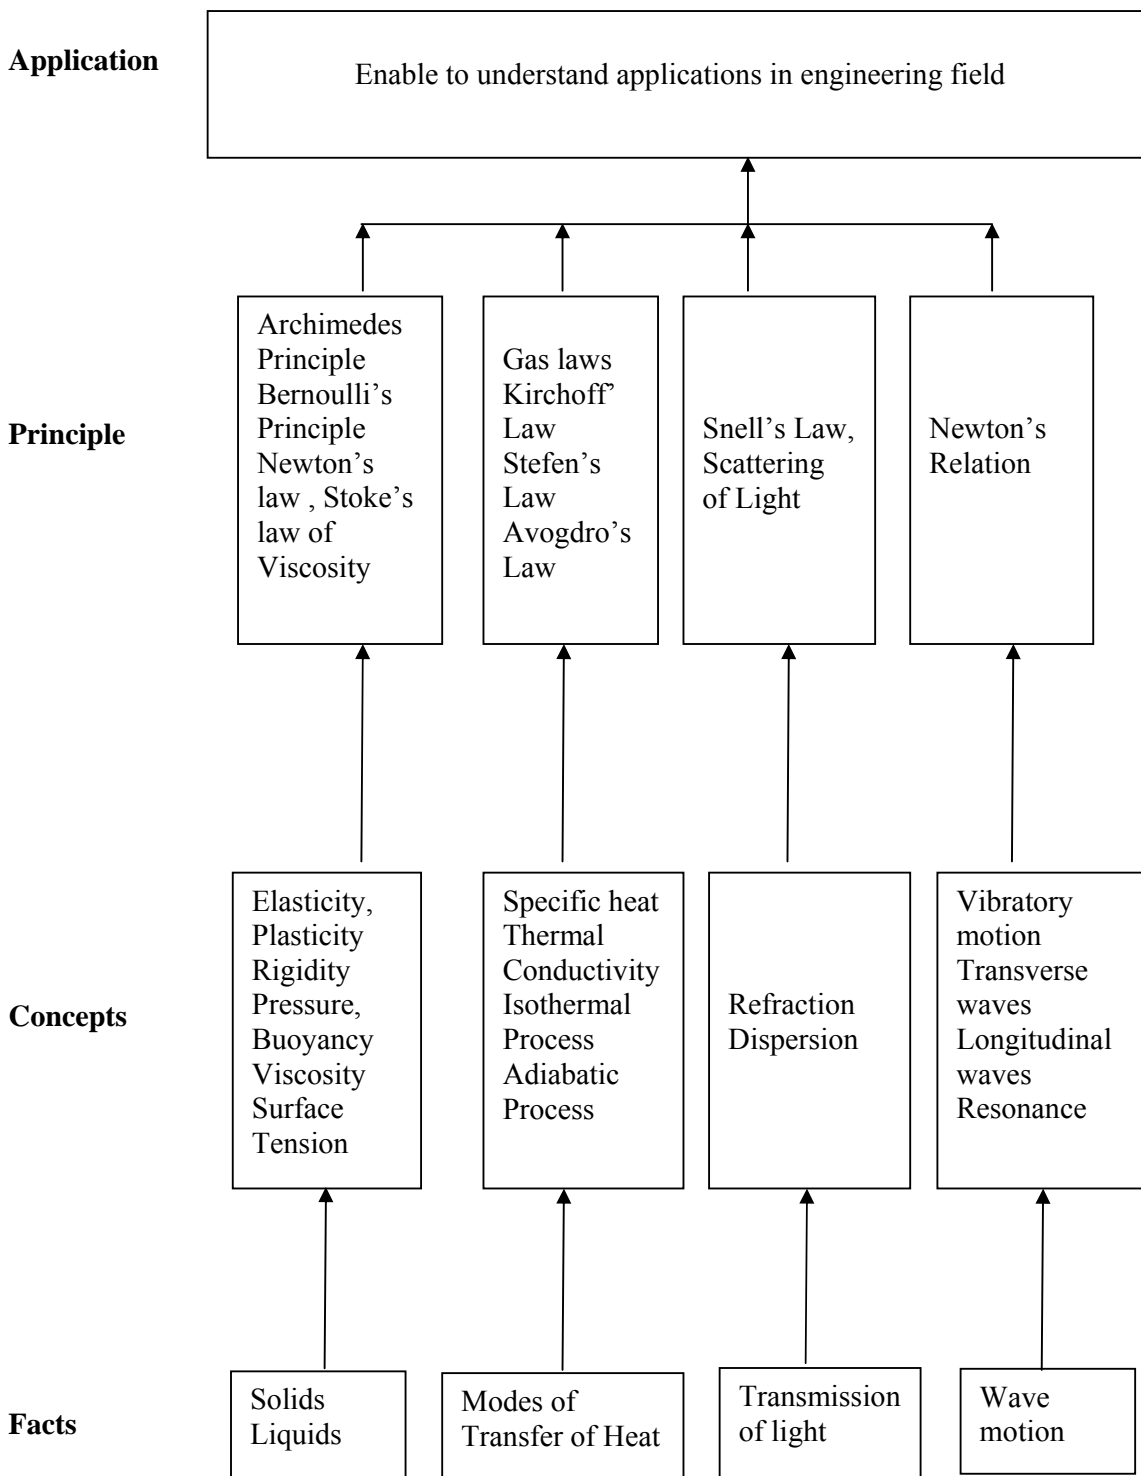 Application
Enable to understand applications in engineering field
Principle
Archimedes
Principle
Bernoulli’s
Principle
Newton’s
law , Stoke’s
law of
Viscosity
Gas laws
Kirchoff’
Law
Stefen’s
Law
Avogdro’s
Law
Snell’s Law,
Scattering
of Light
Newton’s
Relation
Concepts
Elasticity,
Plasticity
Rigidity
Pressure,
Buoyancy
Viscosity
Surface
Tension
Specific heat
Thermal
Conductivity
Isothermal
Process
Adiabatic
Process
Refraction
Dispersion
Vibratory
motion
Transverse
waves
Longitudinal
waves
Resonance
Facts
Solids
Liquids
Modes of
Transfer of Heat
Transmission
of light
Wave
motion